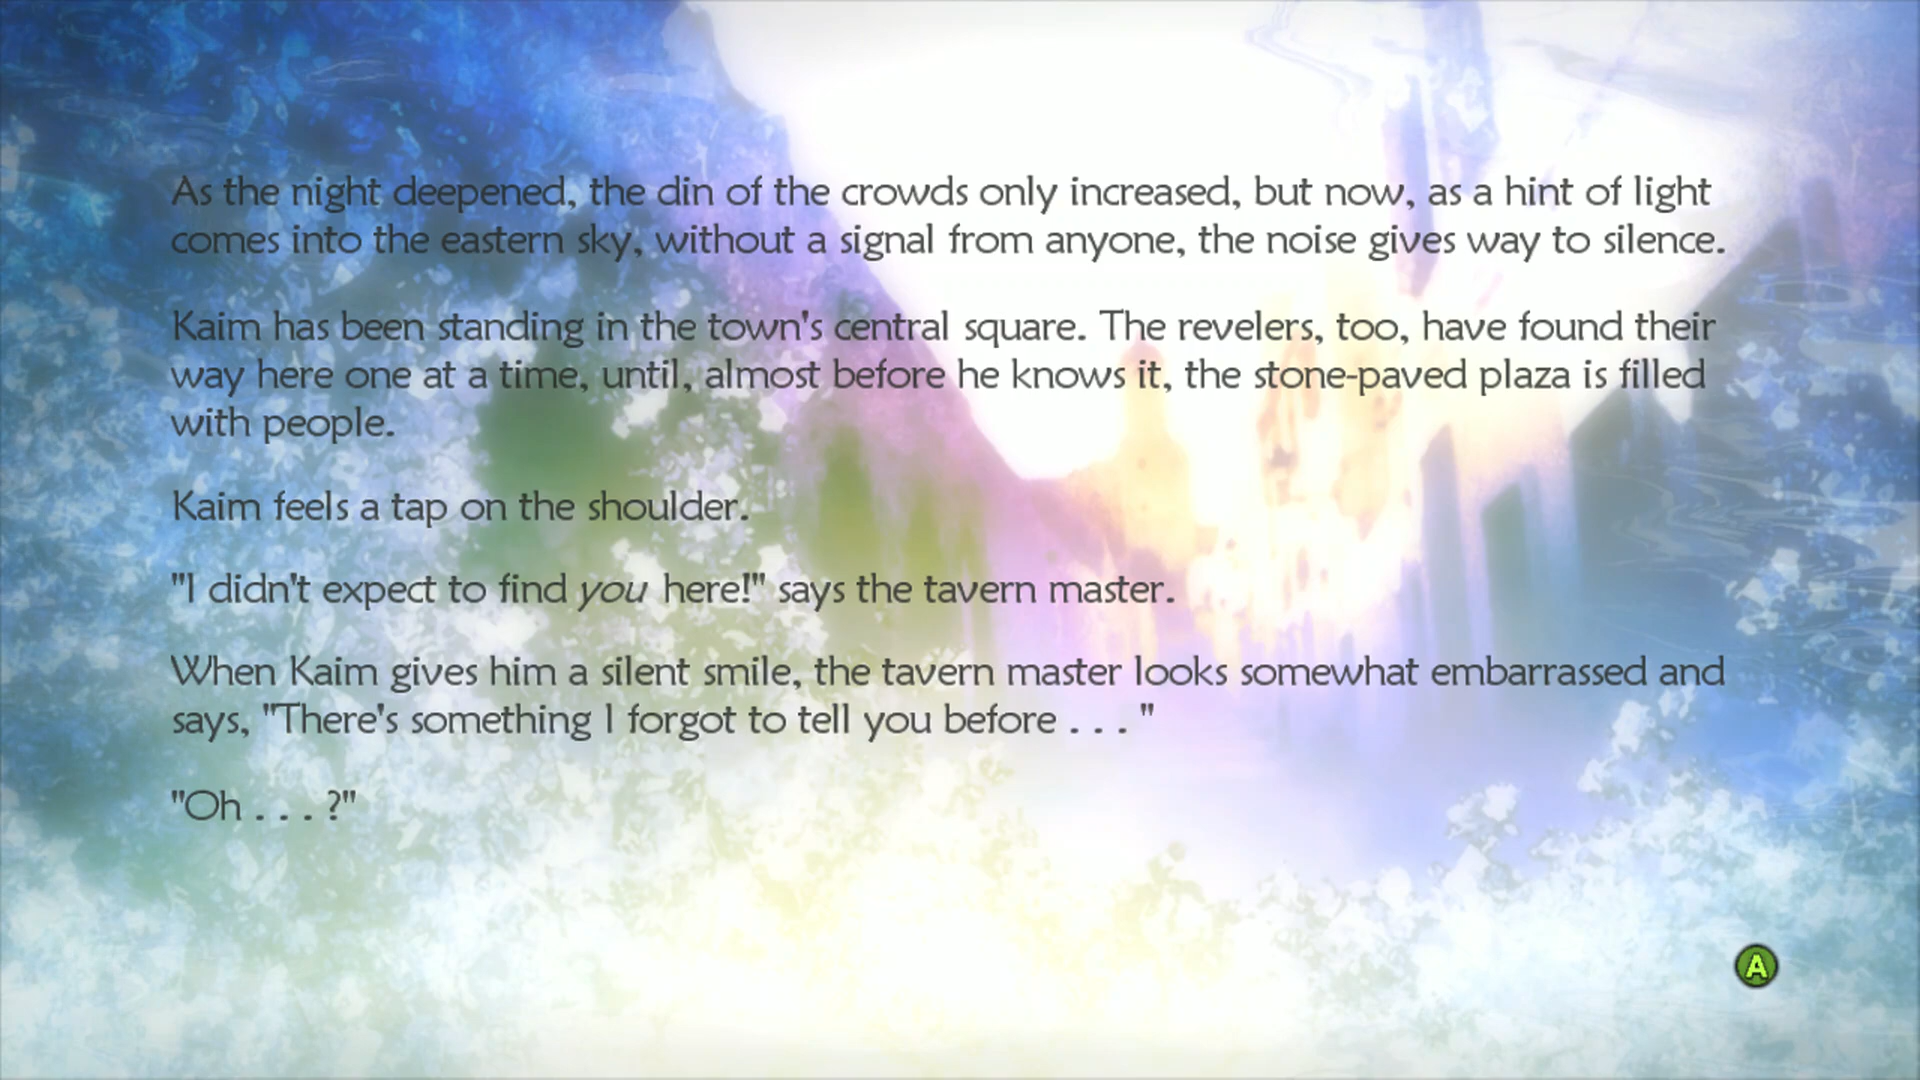 As the night deepened, the din of the crowds only increased, but now, as a hint of light
comes into the eastern sky, without a signal from anyone, the noise gives way to silence.
Kaim has been standing in the town's central square. The revelers, too, have found their
way here one at a time, until, almost before he knows it, the stone-paved plaza is filled
with people.
Kaim feels a tap on the shoulder.
"I didn't expect to find you here!" says the tavern master.
When Kaim gives him a silent smile, the tavern master looks somewhat embarrassed and
says, "There's something I forgot to tell you before . . . "
"Oh . . . ?"
A